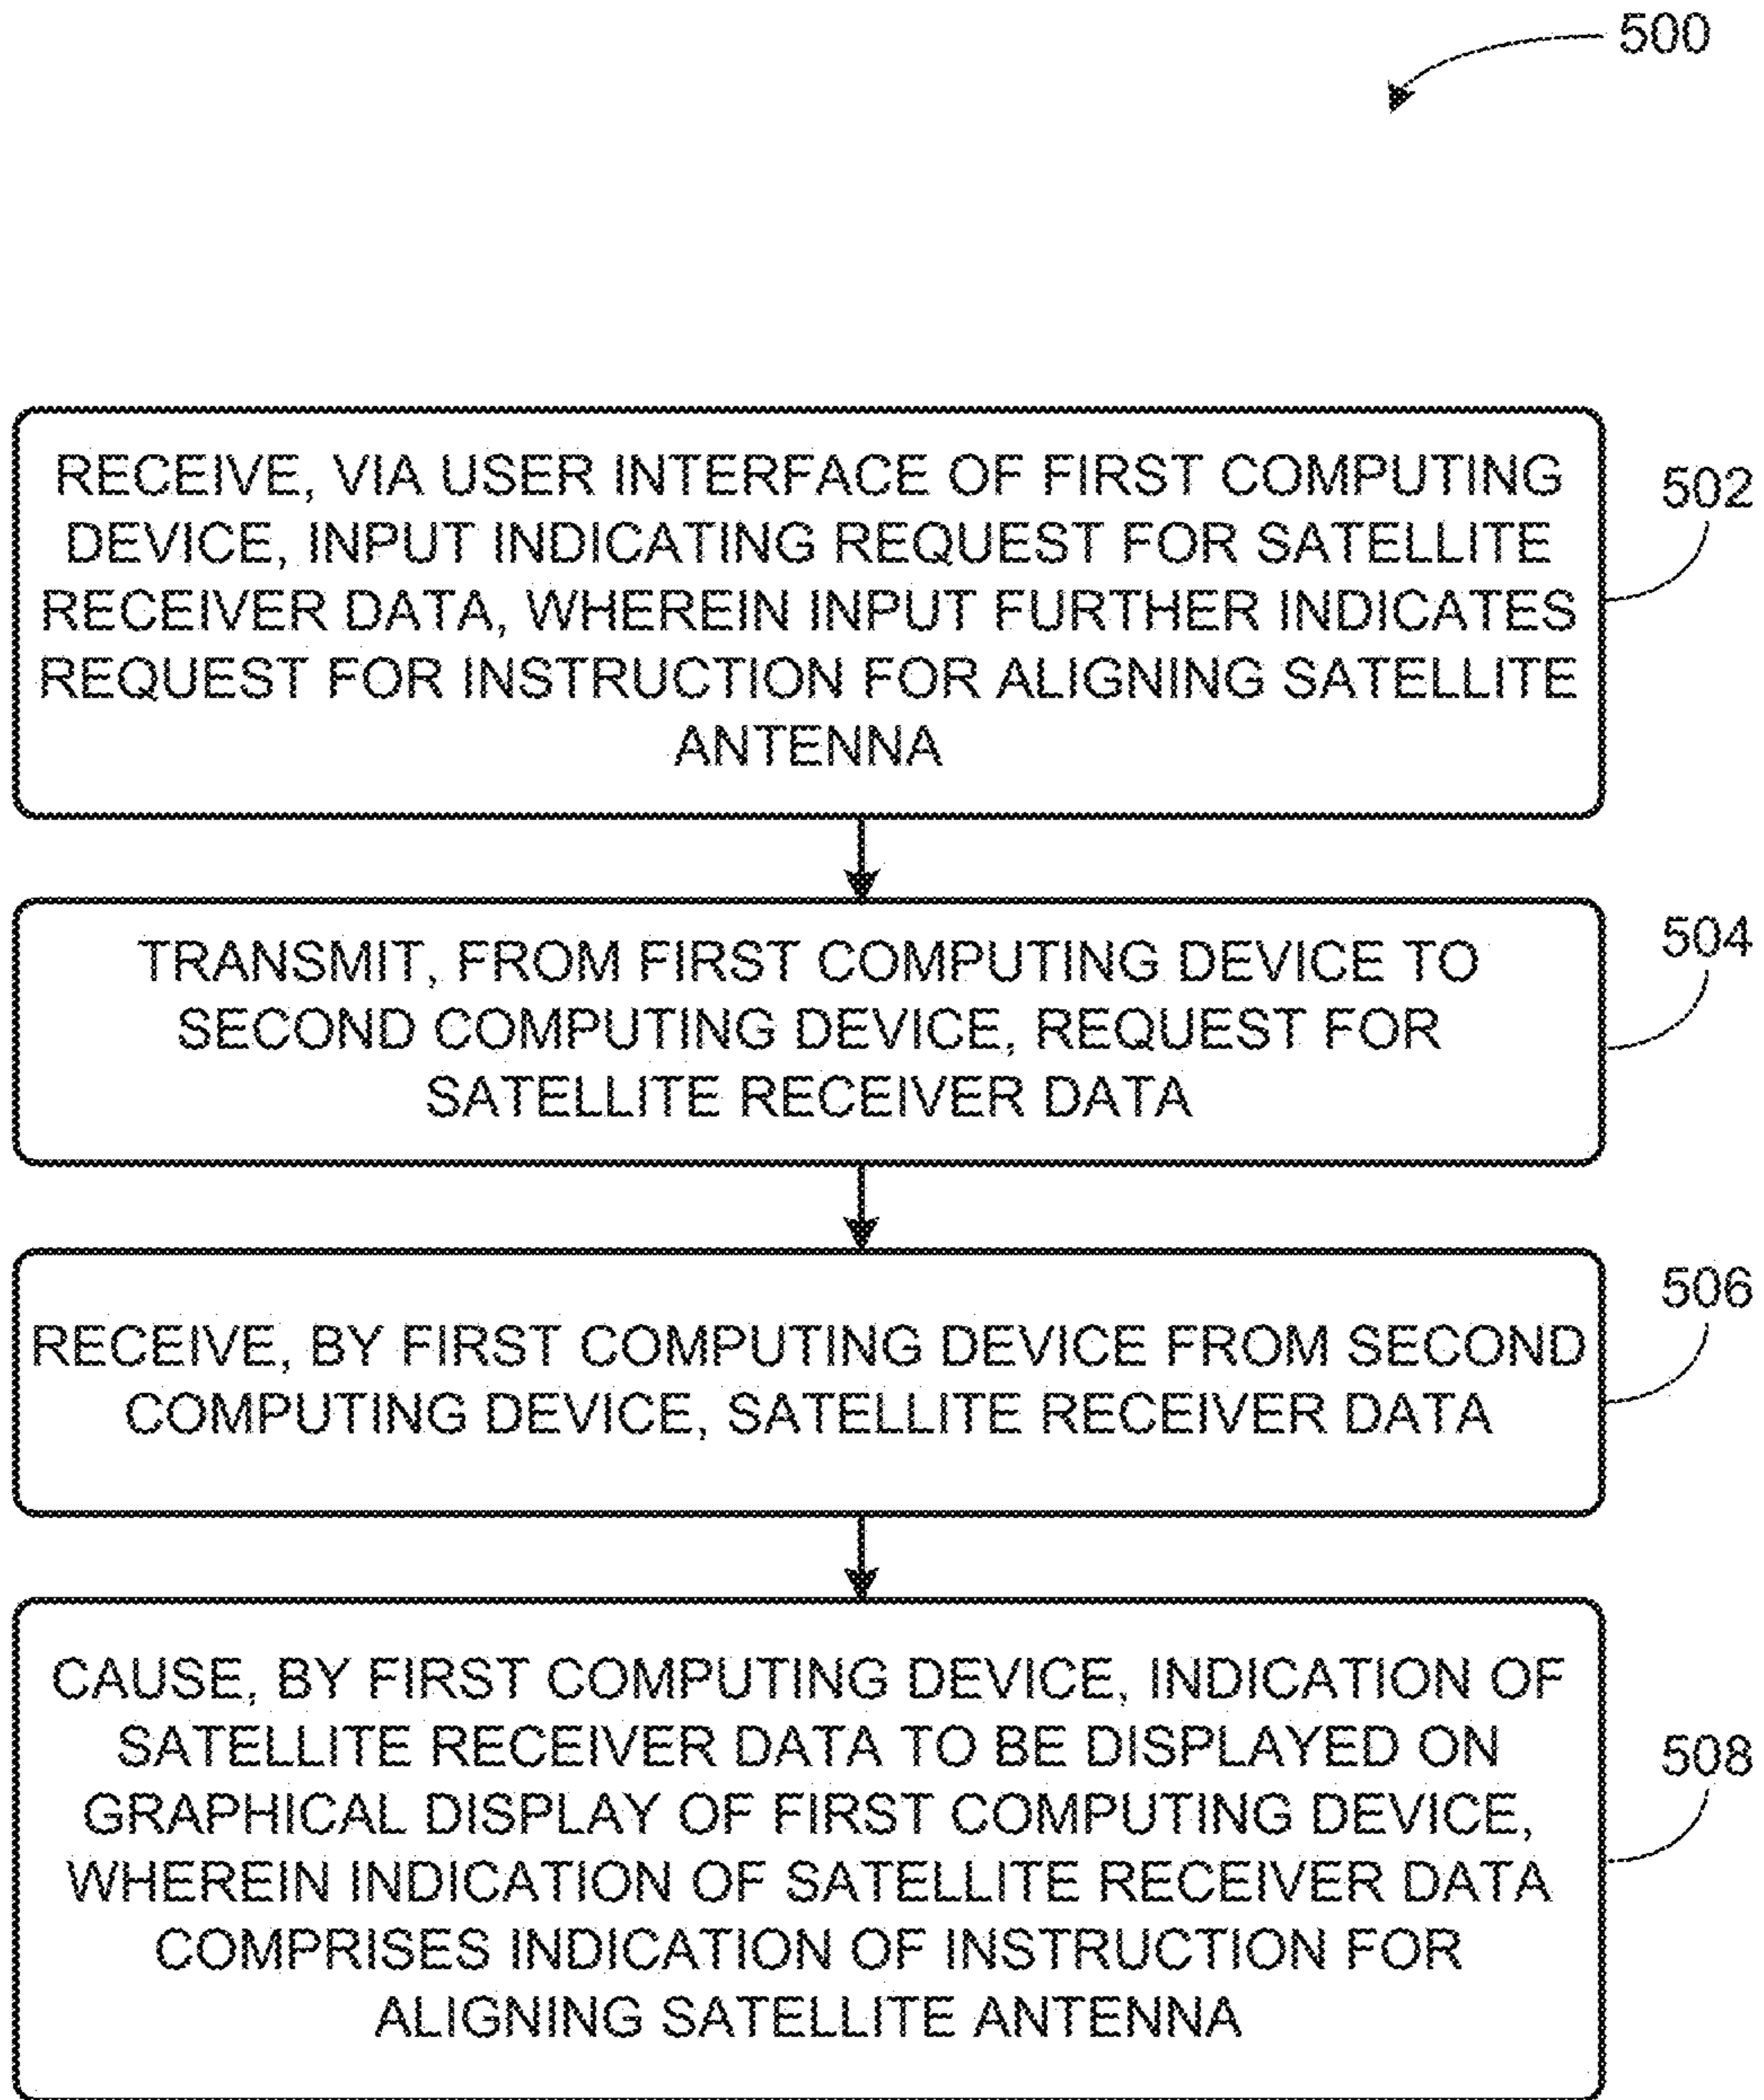 500
RECEIVE, VIA USER INTERFACE OF FIRST COMPUTING
DEVICE, INPUT INDICATING REQUEST FOR SATELLITE
RECEIVER DATA, WHEREIN INPUT FURTHER INDICATES
REQUEST FOR INSTRUCTION FOR ALIGNING SATELLITE
ANTENNA
502
TRANSMIT, FROM FIRST COMPUTING DEVICE TO
SECOND COMPUTING DEVICE, REQUEST FOR
SATELLITE RECEIVER DATA
504
RECEIVE, BY FIRST COMPUTING DEVICE FROM SECOND
COMPUTING DEVICE, SATELLITE RECEIVER DATA
506
CAUSE, BY FIRST COMPUTING DEVICE, INDICATION OF
SATELLITE RECEIVER DATA TO BE DISPLAYED ON
GRAPHICAL DISPLAY OF FIRST COMPUTING DEVICE,
WHEREIN INDICATION OF SATELLITE RECEIVER DATA
COMPRISES INDICATION OF INSTRUCTION FOR
ALIGNING SATELLITE ANTENNA
508